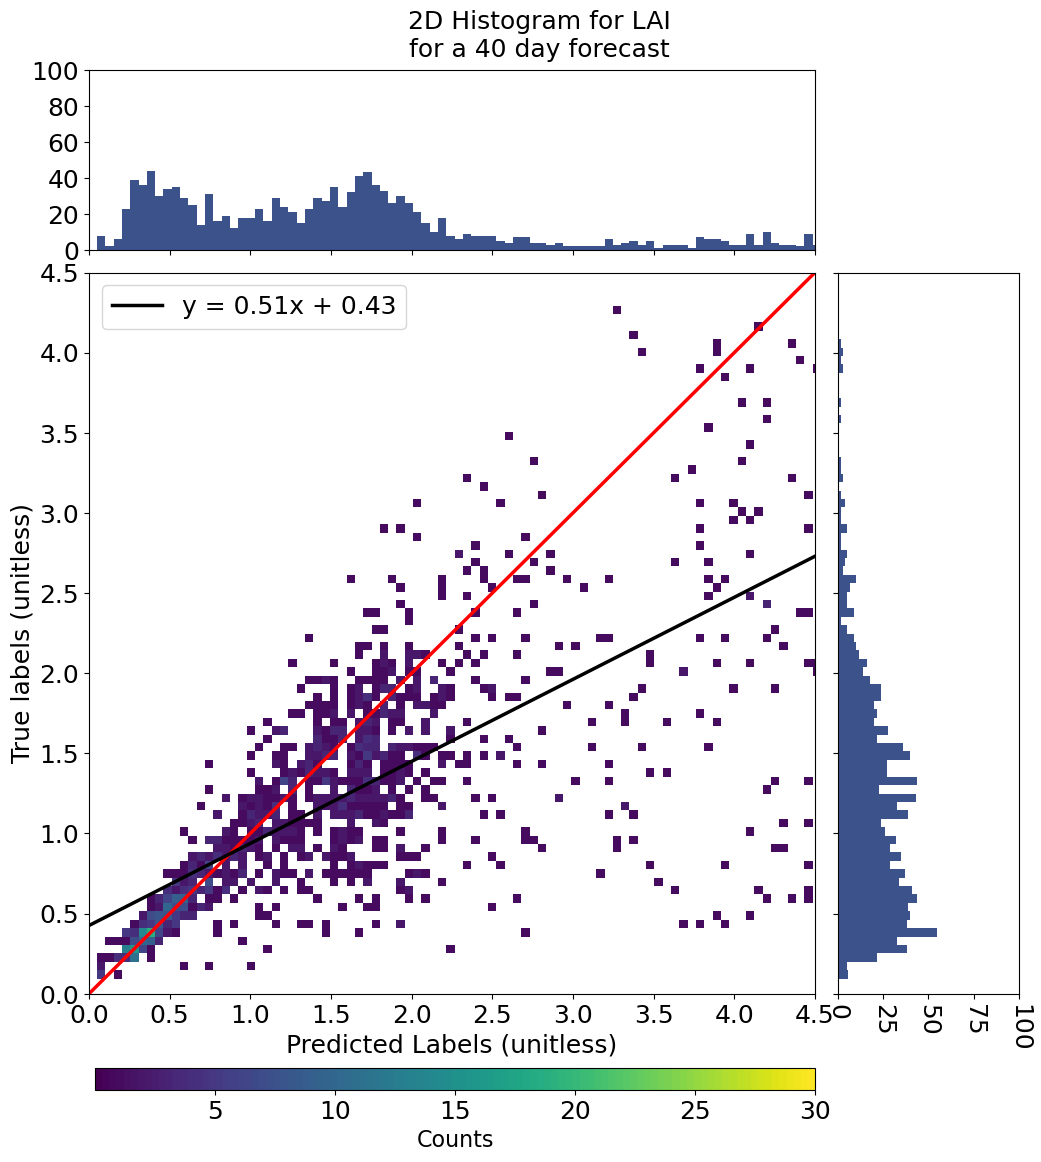 2D Histogram for LAI
for a 40 day forecast
100
80
60
40
20
0
4.5
4.0
3.5
3.0
2.5
2.0
1.5
1.0
0.5
0.0
y = 0.51x + 0.43
True labels (unitless)
0.0 0.5 1.0 1.5 2.0 2.5 3.0 3.5 4.0 4.5
Predicted Labels (unitless)
0 25 50 75 100
5 10 15 20 25 30
Counts